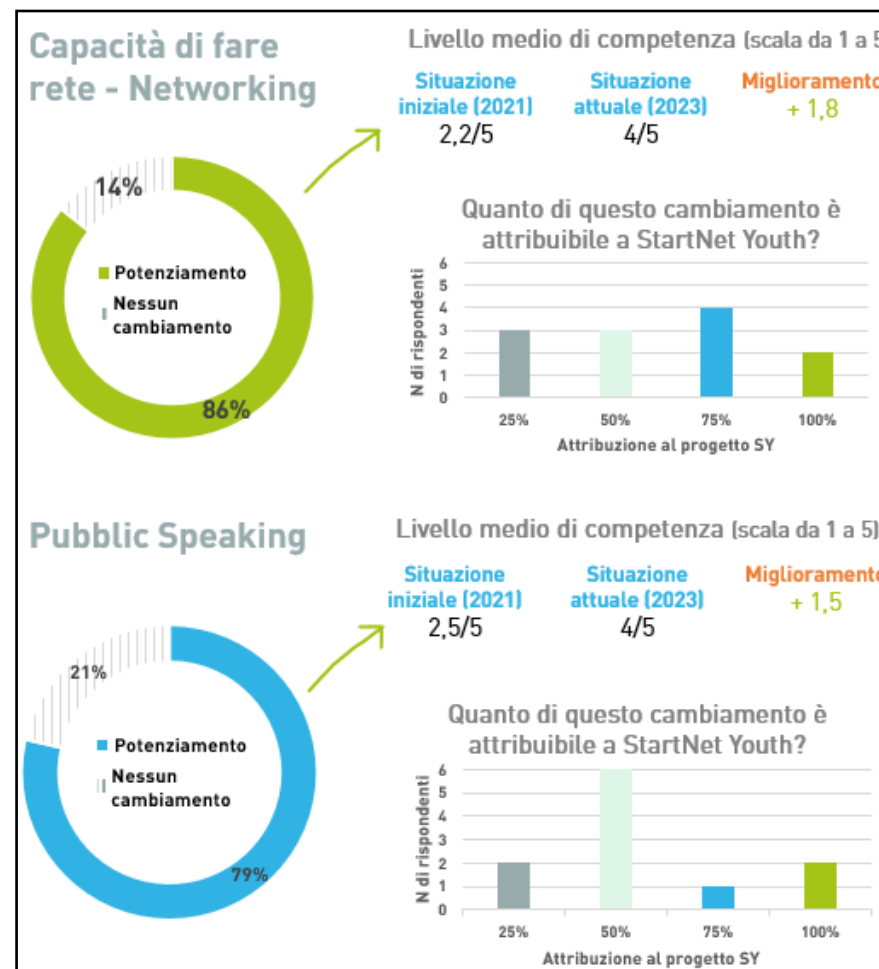 Capacità di fare
rete - Networking
14%
Potenziamento
Nessun
cambiamento
86%
Livello medio di competenza (scala da 1 a 5
Situazione
iniziale (2021)
2,2/5
Situazione
attuale (2023)
4/5
Miglioramento
+ 1,8
Quanto di questo cambiamento è
attribuibile a StartNet Youth?
N di rispondenti
6
5
4
3
2
1
0
25% 50% 75% 100%
Attribuzione al progetto SY
Pubblic Speaking
21%
Potenziamento
Nessun
cambiamento
79%
Livello medio di competenza (scala da 1 a 5)
Situazione
iniziale (2021)
2,5/5
Situazione
attuale (2023)
4/5
Miglioramento
+ 1,5
Quanto di questo cambiamento è
attribuibile a StartNet Youth?
N di rispondenti
6
5
4
3
2
1
0
25% 50% 75% 100%
Attribuzione al progetto SY